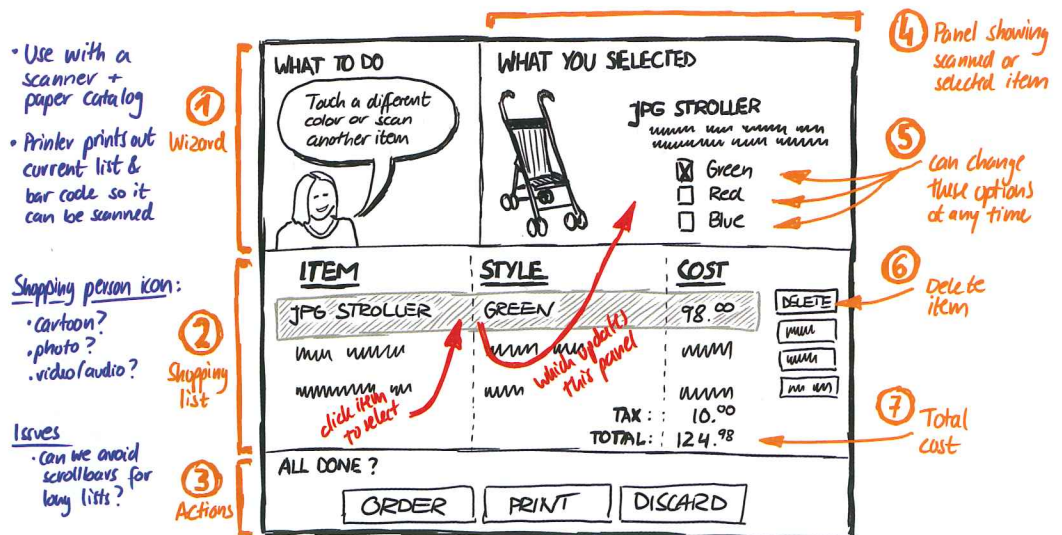 • Use with a
scanner +
paper catalog
• Printer prints out
current list &
bar code so it
can be scanned
Shopping person icon:
• cartoon?
• photo?
• video/audio?
Issues
• can we avoid
scrollbars for
long lists?
1
Wizard
2
Shopping
list
3
Actions
WHAT TO DO
Touch a different
color or scan
another item
WHAT YOU SELECTED
JPG STROLLER
X Green
Red
Blue
ITEM STYLE COST
JPG STROLLER GREEN 98.00
DELETE
click item
to select
which updates
this panel
TAX: 10.00
TOTAL: 124.98
ALL DONE?
ORDER PRINT DISCARD
4 Panel showing
scanned or
selected item
5
can change
these options
at any time
6
Delete
item
7 Total
cost